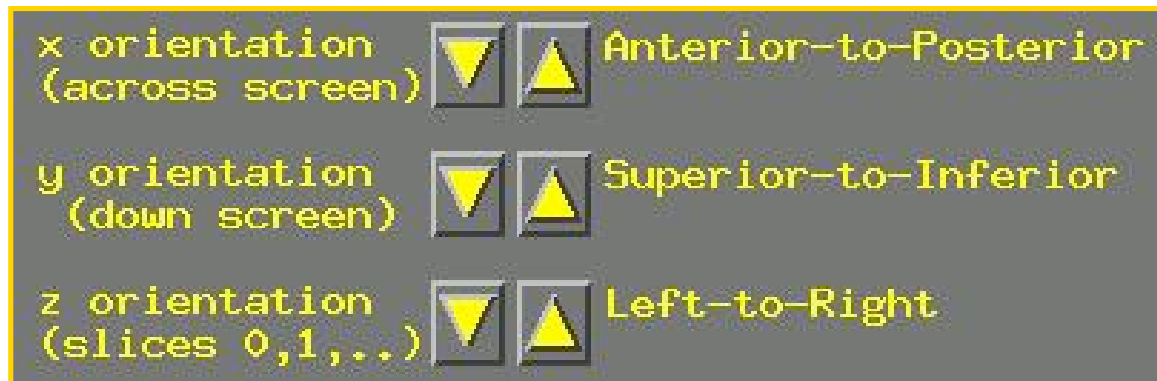 x orientation
(across screen)
Anterior-to-Posterior
y orientation
(down screen)
Superior-to-Inferior
z orientation
(slices 0,1,..)
Left-to-Right